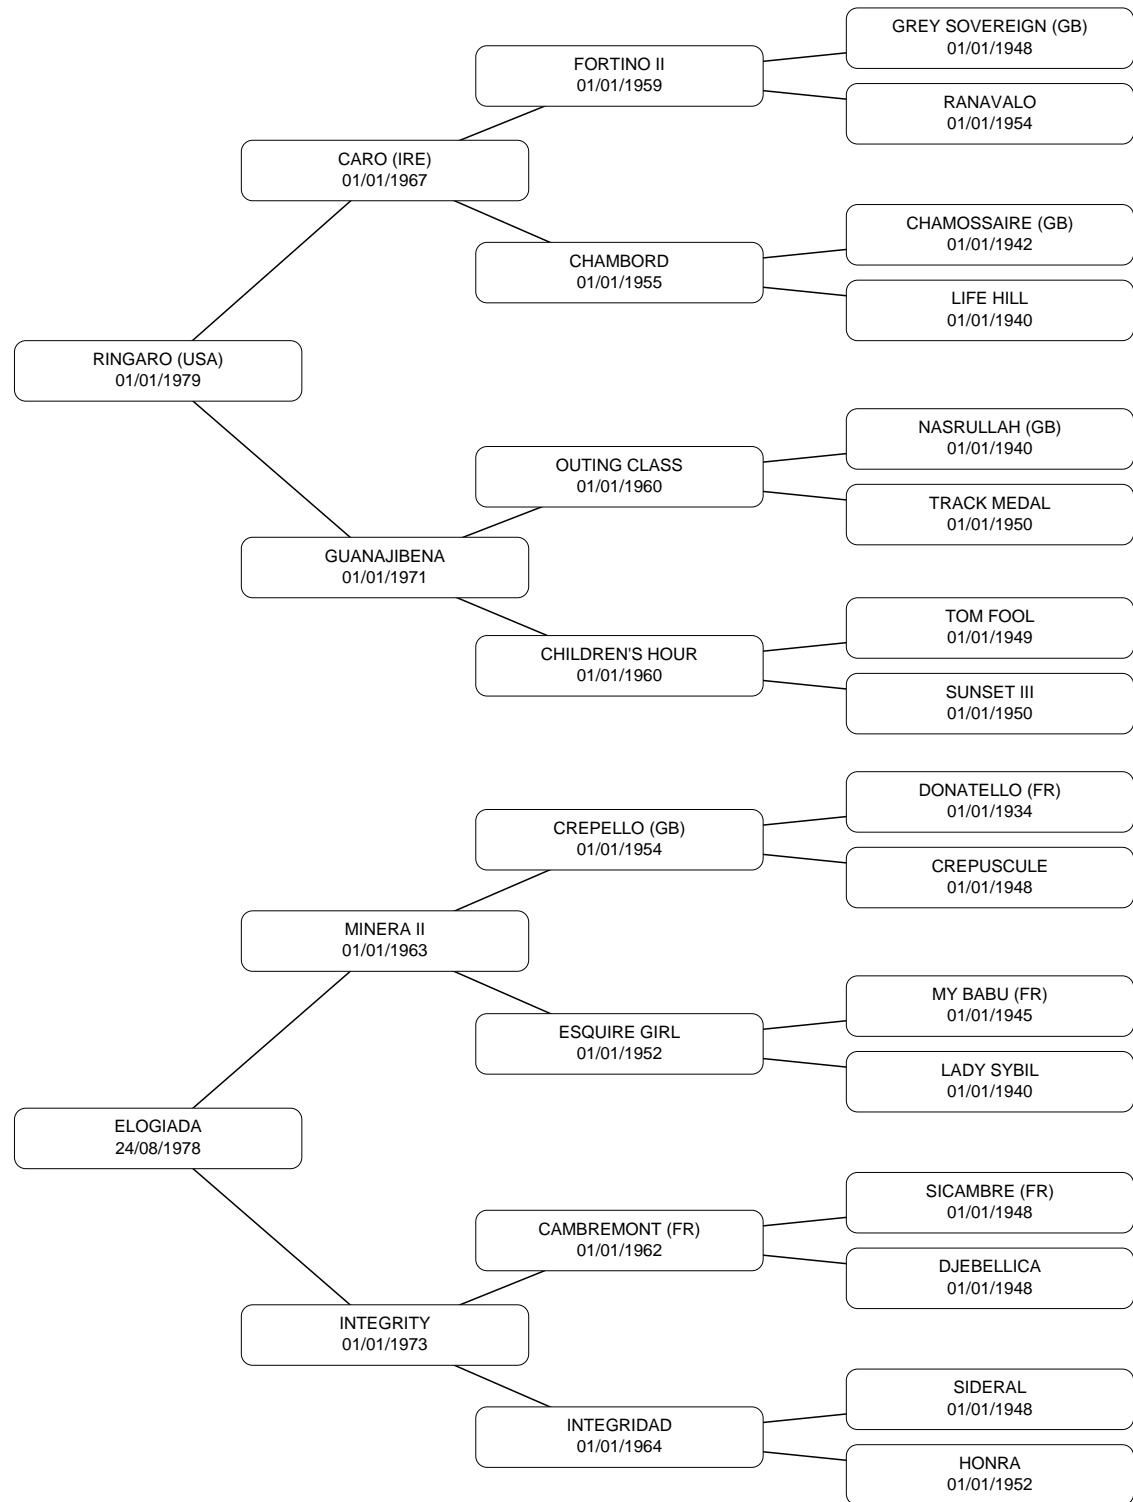 GREY SOVEREIGN (GB)
01/01/1948
FORTINO II
01/01/1959
RANAVALO
01/01/1954
CARO (IRE)
01/01/1967
CHAMOSSAIRE (GB)
01/01/1942
CHAMBORD
01/01/1955
LIFE HILL
01/01/1940
RINGARO (USA)
01/01/1979
NASRULLAH (GB)
01/01/1940
OUTING CLASS
01/01/1960
TRACK MEDAL
01/01/1950
GUANAJIBENA
01/01/1971
TOM FOOL
01/01/1949
CHILDREN'S HOUR
01/01/1960
SUNSET III
01/01/1950
DONATELLO (FR)
01/01/1934
CREPELLO (GB)
01/01/1954
CREPUSCULE
01/01/1948
MINERA II
01/01/1963
MY BABU (FR)
01/01/1945
ESQUIRE GIRL
01/01/1952
LADY SYBIL
01/01/1940
ELOGIADA
24/08/1978
SICAMBRE (FR)
01/01/1948
CAMBREMONT (FR)
01/01/1962
DJEBELLICA
01/01/1948
INTEGRITY
01/01/1973
SIDERAL
01/01/1948
INTEGRIDAD
01/01/1964
HONRA
01/01/1952